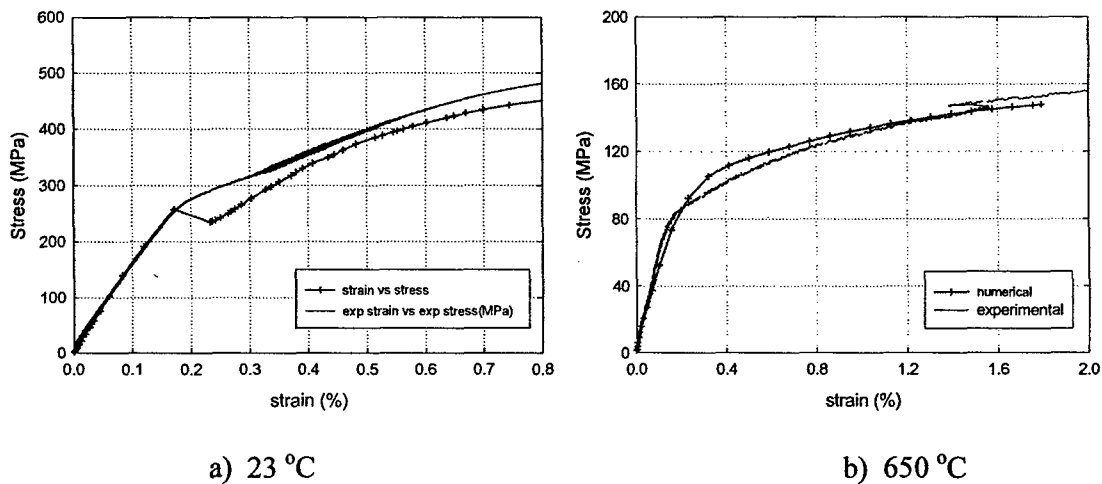 600
500
400
300
200
100
0
Stress (MPa)
0.0 0.1 0.2 0.3 0.4 0.5 0.6 0.7 0.8
strain (%)
strain vs stress
exp strain vs exp stress(MPa)
a) 23 °C
200
160
120
80
40
0
Stress (MPa)
0.0 0.4 0.8 1.2 1.6 2.0
strain (%)
numerical
experimental
b) 650 °C